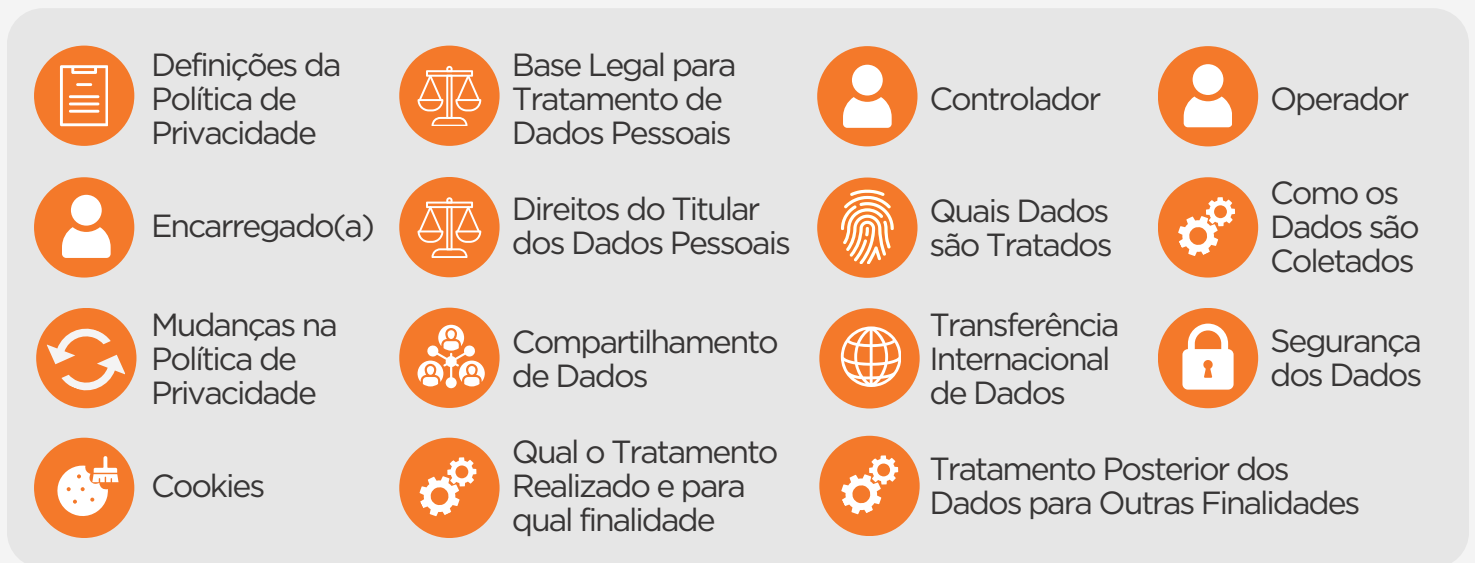 Definições da
Política de
Privacidade
Base Legal para
Tratamento de
Dados Pessoais
Controlador
Operador
Encarregado(a)
Direitos do Titular
dos Dados Pessoais
Quais Dados
são Tratados
Como os
Dados são
Coletados
Mudanças na
Política de
Privacidade
Compartilhamento
de Dados
Transferência
Internacional
de Dados
Segurança
dos Dados
Cookies
Qual o Tratamento
Realizado e para
qual finalidade
Tratamento Posterior dos
Dados para Outras Finalidades